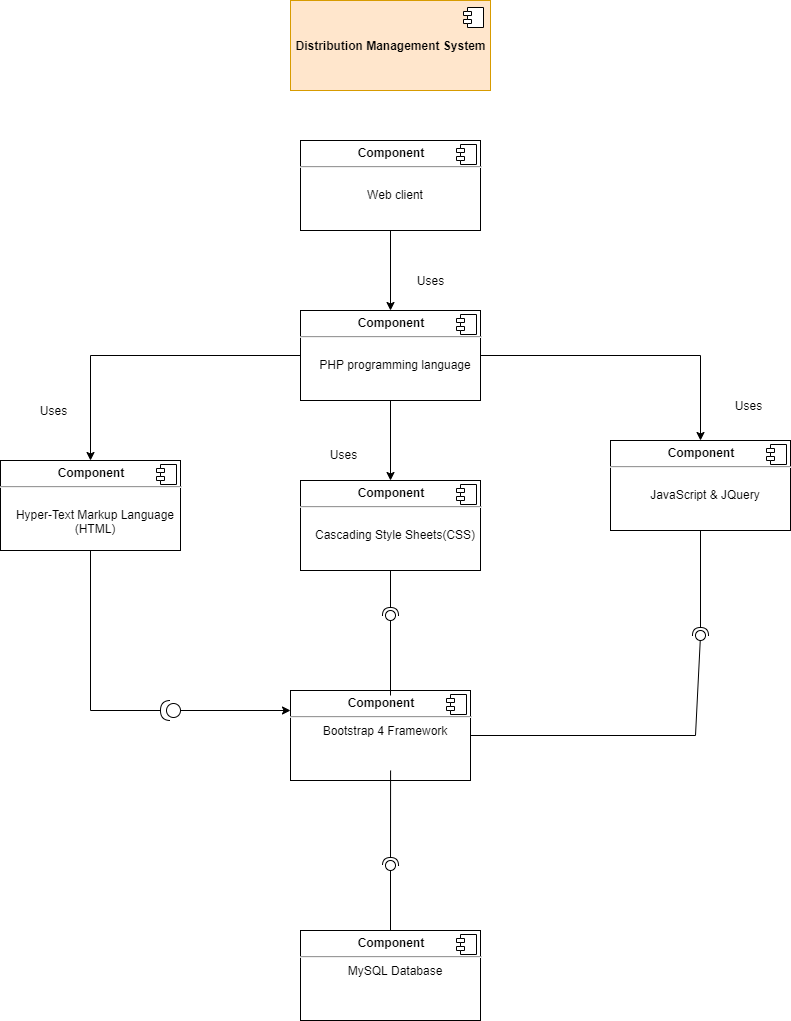 Distribution Management System
Component
Web client
Uses
Component
PHP programming language
Uses
Uses
Uses
Component
Hyper-Text Markup Language
(HTML)
Component
Cascading Style Sheets(CSS)
Component
JavaScript & JQuery
Component
Bootstrap 4 Framework
Component
MySQL Database